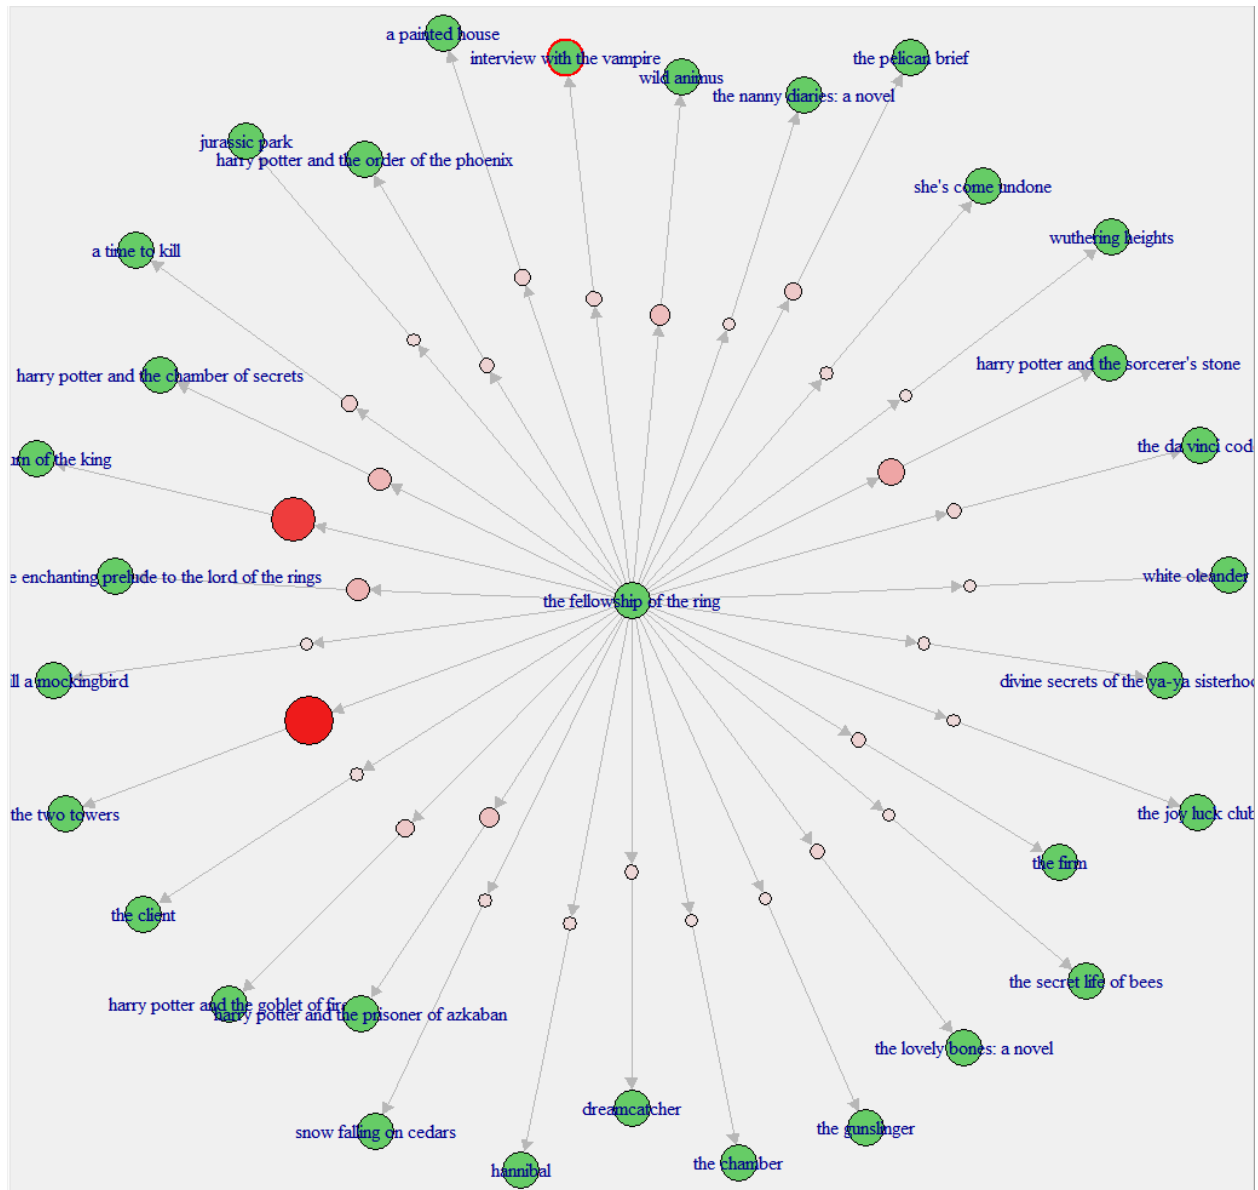 a painted house
interview with the vampire
the pelican brief
wild animus
the nanny diaries: a novel
jurassic park
harry potter and the order of the phoenix
she's come undone
wuthering heights
a time to kill
harry potter and the sorcerer's stone
harry potter and the chamber of secrets
the da vinci cod
of the king
white oleander
e enchanting prelude to the lord of the rings
the fellowship of the ring
a mockingbird
divine secrets of the ya-ya sisterhoo
the two towers
the joy luck club
the firm
the client
the secret life of bees
harry potter and the goblet of fire
harry potter and the prisoner of azkaban
the lovely bones: a novel
dreamcatcher
the gunslinger
snow falling on cedars
the chamber
hannibal